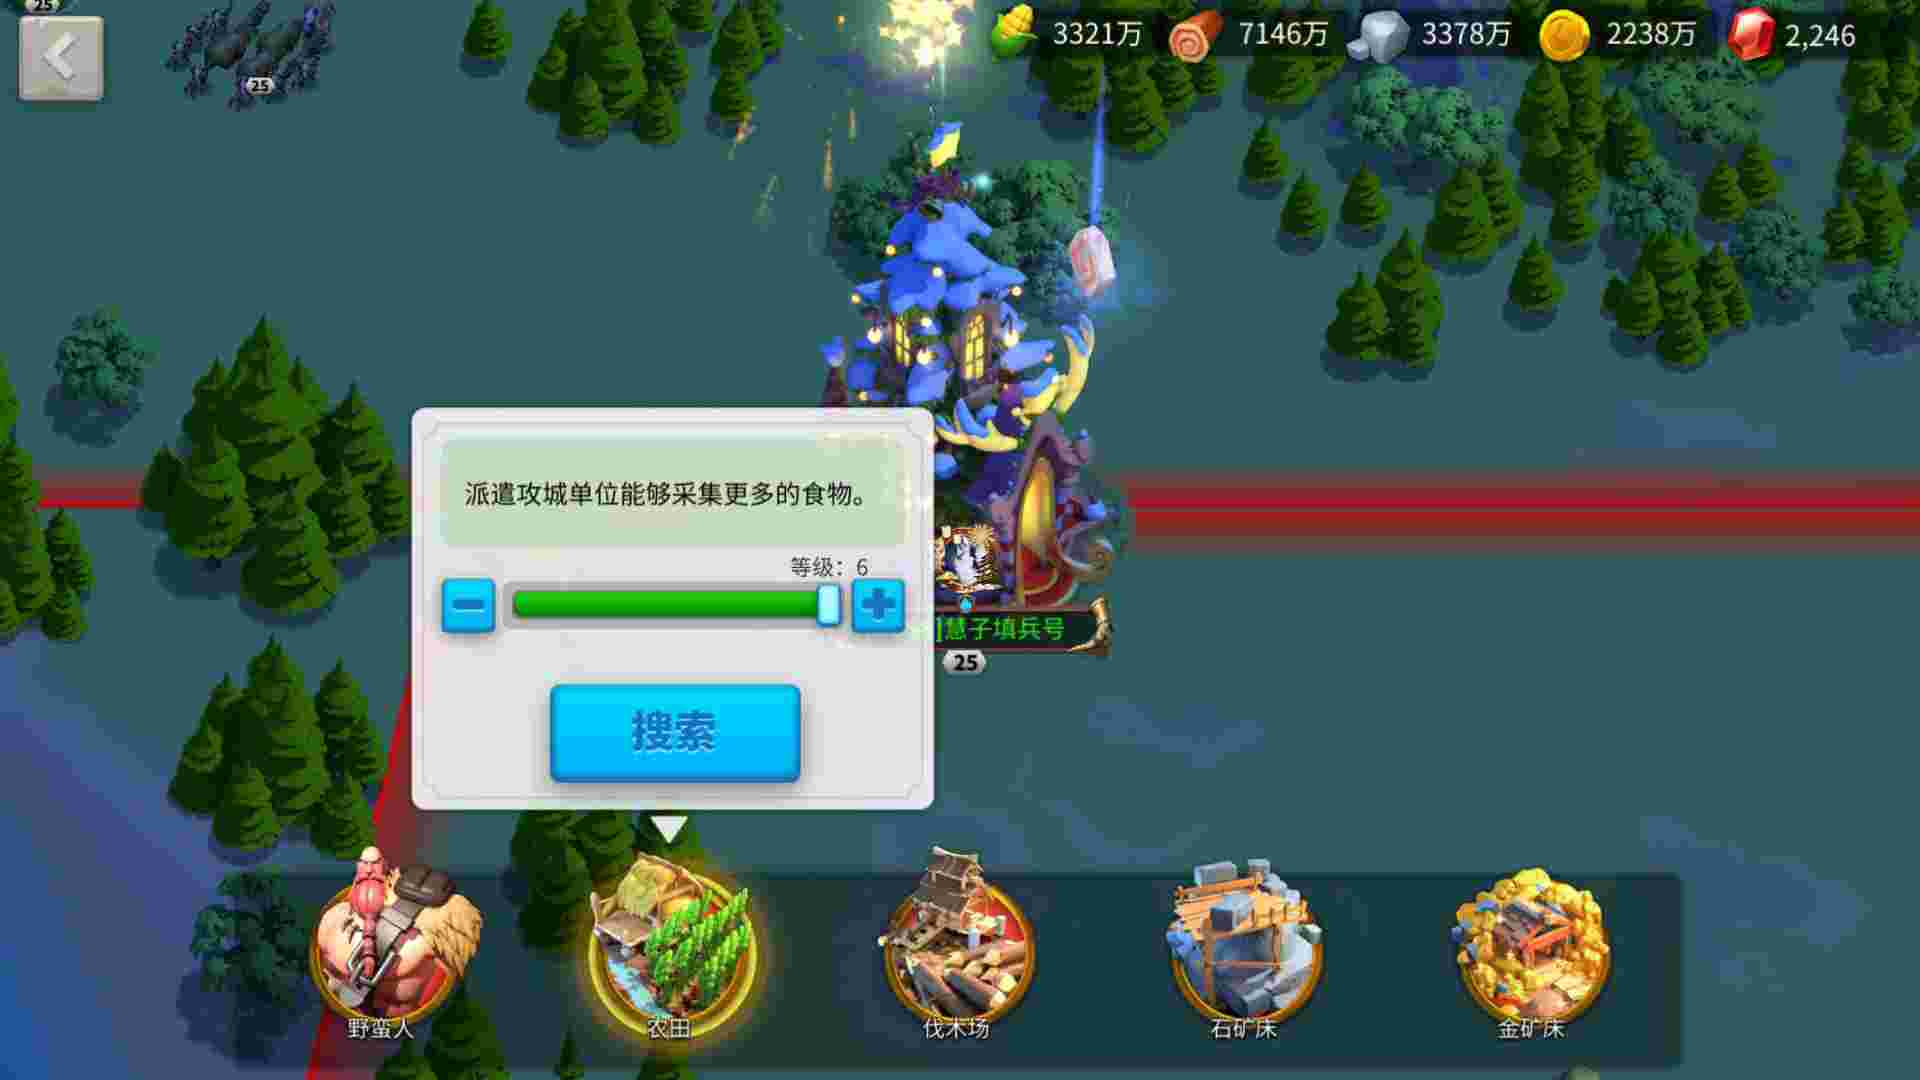 25
3321万
7146万
3378万
2238万
2,246
25
派遣攻城单位能够采集更多的食物。
等级：6
]慧子填兵号
25
搜索
野蛮人
农田
伐木场
石矿床
金矿床